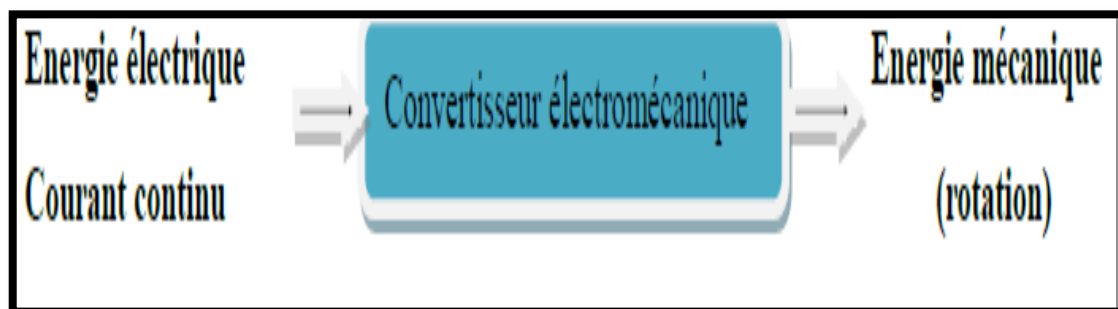 Energie électrique
Courant continu
Convertisseur électromécanique
Energie mécanique
(rotation)